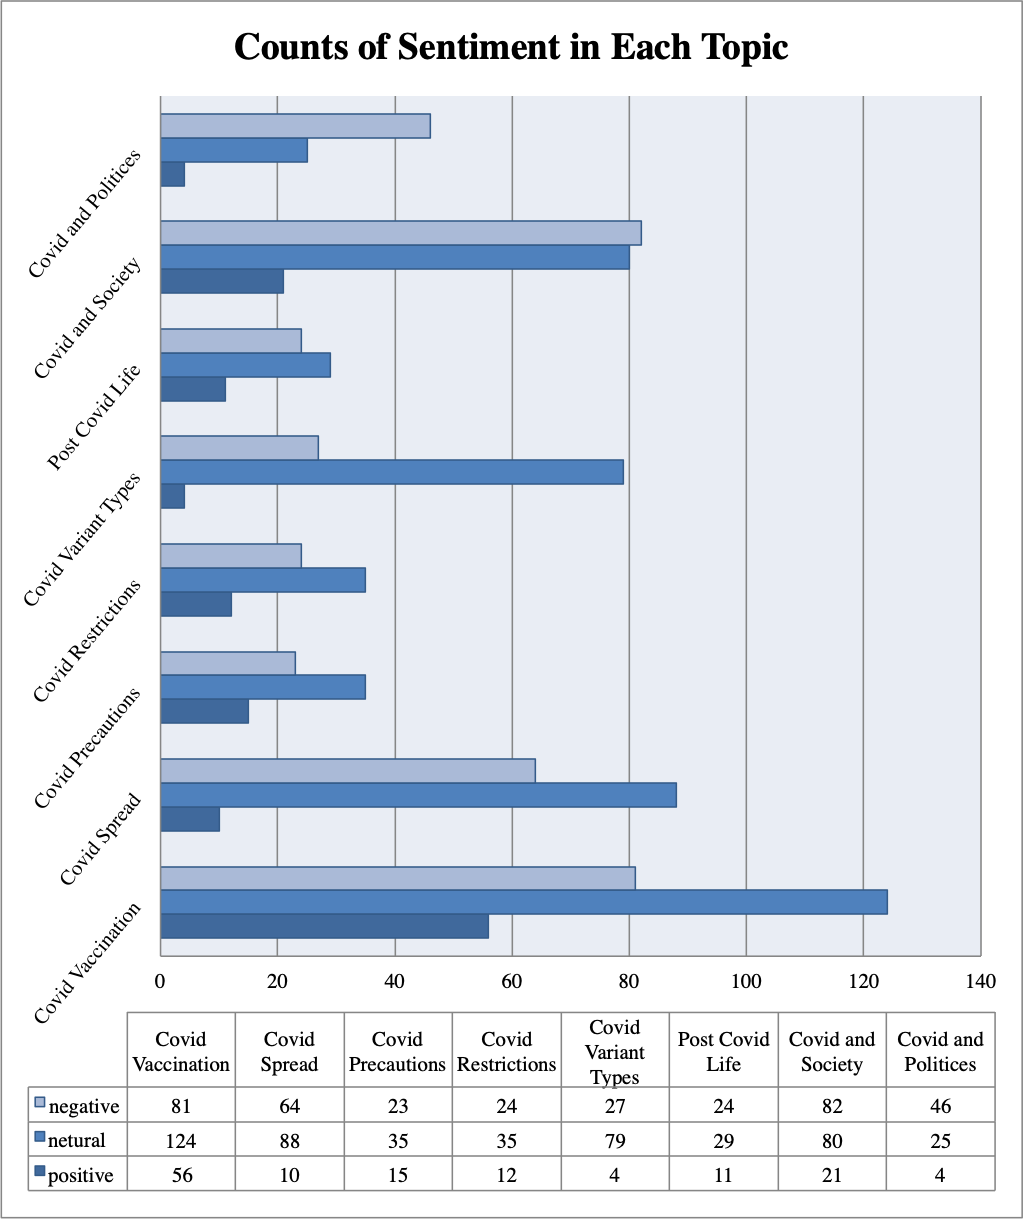 Counts of Sentiment in Each Topic
Covid and Politices
Covid and Society
Post Covid Life
Covid Variant Types
Covid Restrictions
Covid Precautions
Covid Spread
Covid Vaccination
0 20 40 60 80 100 120 140
Covid Vaccination Covid Spread Covid Precautions Covid Restrictions Covid Variant Types Post Covid Life Covid and Society Covid and Politices
negative 81 64 23 24 27 24 82 46
netural 124 88 35 35 79 29 80 25
positive 56 10 15 12 4 11 21 4